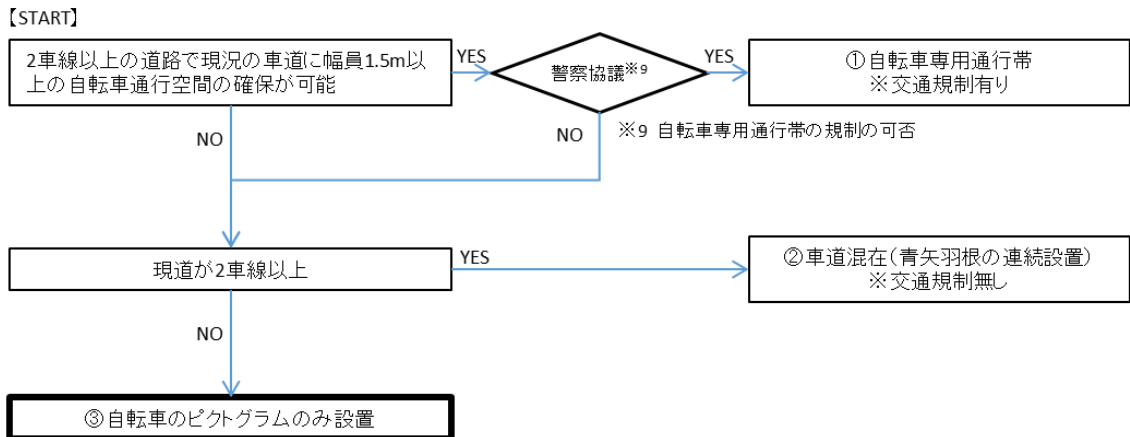 【START】
2車線以上の道路で現況の車道に幅員1.5m以
上の自転車通行空間の確保が可能
YES
警察協議※9
YES
①自転車専用通行帯
※交通規制有り
NO
NO
※9 自転車専用通行帯の規制の可否
現道が2車線以上
YES
②車道混在(青矢羽根の連続設置)
※交通規制無し
NO
③自転車のピクトグラムのみ設置